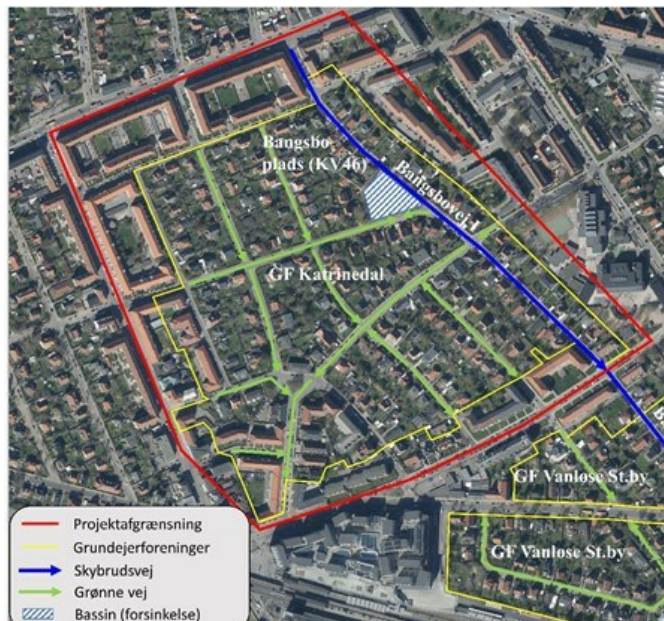 Bangsbo
plads (KV46)
Bangsbovej
GF Katrinedal
GF Vanløse St.by
GF Vanløse St.by
Projektafgrænsning
Grundejerforeninger
Skybrudsvej
Grønne vej
Bassin (forsinkelse)